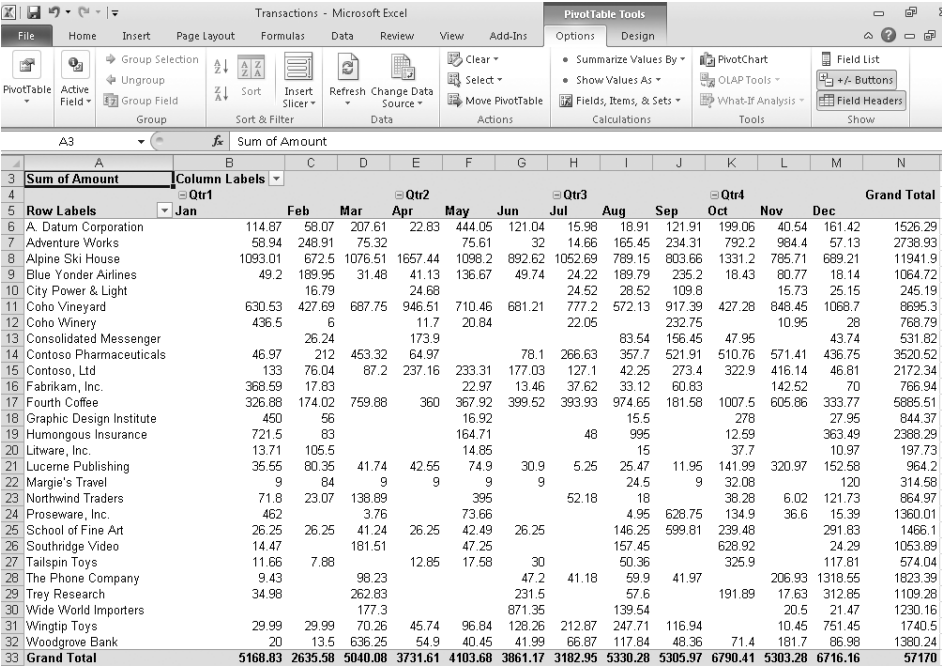 Transactions - Microsoft Excel
PivotTable Tools
File Home Insert Page Layout Formulas Data Review View Add-Ins Options Design
PivotTable
Active Field
Group Selection
Ungroup
Group Field
Group
Sort
Insert Slicer
Sort & Filter
Refresh
Change Data Source
Data
Clear
Select
Move PivotTable
Actions
Summarize Values By
Show Values As
Fields, Items, & Sets
Calculations
PivotChart
OLAP Tools
What-If Analysis
Tools
Field List
+/- Buttons
Field Headers
Show
A3 fx Sum of Amount
A B C D E F G H I J K L M N
3 Sum of Amount Column Labels
4 Qtr1 Qtr2 Qtr3 Qtr4 Grand Total
5 Row Labels Jan Feb Mar Apr May Jun Jul Aug Sep Oct Nov Dec
6 A. Datum Corporation 114.87 58.07 207.61 22.83 444.05 121.04 15.98 18.91 121.91 199.06 40.54 161.42 1526.29
7 Adventure Works 58.94 248.91 75.32 75.61 32 14.66 165.45 234.31 792.2 984.4 57.13 2738.93
8 Alpine Ski House 1093.01 672.5 1076.51 1657.44 1098.2 892.62 1052.69 789.15 803.66 1331.2 785.71 689.21 11941.9
9 Blue Yonder Airlines 49.2 189.95 31.48 41.13 136.67 49.74 24.22 189.79 235.2 18.43 80.77 18.14 1064.72
10 City Power & Light 16.79 24.68 24.52 28.52 109.8 15.73 25.15 245.19
11 Coho Vineyard 630.53 427.69 687.75 946.51 710.46 681.21 777.2 572.13 917.39 427.28 848.45 1068.7 8695.3
12 Coho Winery 436.5 6 11.7 20.84 22.05 232.75 10.95 28 768.79
13 Consolidated Messenger 26.24 173.9 83.54 156.45 47.95 43.74 531.82
14 Contoso Pharmaceuticals 46.97 212 453.32 64.97 78.1 266.63 357.7 521.91 510.76 571.41 436.75 3520.52
15 Contoso, Ltd 133 76.04 87.2 237.16 233.31 177.03 127.1 42.25 273.4 322.9 416.14 46.81 2172.34
16 Fabrikam, Inc. 368.59 17.83 22.97 13.46 37.62 33.12 60.83 142.52 70 766.94
17 Fourth Coffee 326.88 174.02 759.88 360 367.92 399.52 393.93 974.65 181.58 1007.5 605.86 333.77 5885.51
18 Graphic Design Institute 450 56 16.92 15.5 278 27.95 844.37
19 Humongous Insurance 721.5 83 164.71 48 995 12.59 363.49 2388.29
20 Litware, Inc. 13.71 105.5 14.85 15 37.7 10.97 197.73
21 Lucerne Publishing 35.55 80.35 41.74 42.55 74.9 30.9 5.25 25.47 11.95 141.99 320.97 152.58 964.2
22 Margie's Travel 9 84 9 9 9 9 24.5 9 32.08 120 314.58
23 Northwind Traders 71.8 23.07 138.89 395 52.18 18 38.28 6.02 121.73 864.97
24 Proseware, Inc. 462 3.76 73.66 4.95 628.75 134.9 36.6 15.39 1360.01
25 School of Fine Art 26.25 26.25 41.24 26.25 42.49 26.25 146.25 599.81 239.48 291.83 1466.1
26 Southridge Video 14.47 181.51 47.25 157.45 628.92 24.29 1053.89
27 Tailspin Toys 11.66 7.88 12.85 17.58 30 50.36 325.9 117.81 574.04
28 The Phone Company 9.43 98.23 47.2 41.18 59.9 41.97 206.93 1318.55 1823.39
29 Trey Research 34.98 262.83 231.5 57.6 191.89 17.63 312.85 1109.28
30 Wide World Importers 177.3 871.35 139.54 20.5 21.47 1230.16
31 Wingtip Toys 29.99 29.99 70.26 45.74 96.84 128.26 212.87 247.71 116.94 10.45 751.45 1740.5
32 Woodgrove Bank 20 13.5 636.25 54.9 40.45 41.99 66.87 117.84 48.36 71.4 181.7 86.98 1380.24
33 Grand Total 5168.83 2635.58 5040.08 3731.61 4103.68 3861.17 3182.95 5330.28 5305.97 6790.41 5303.28 6716.16 57170